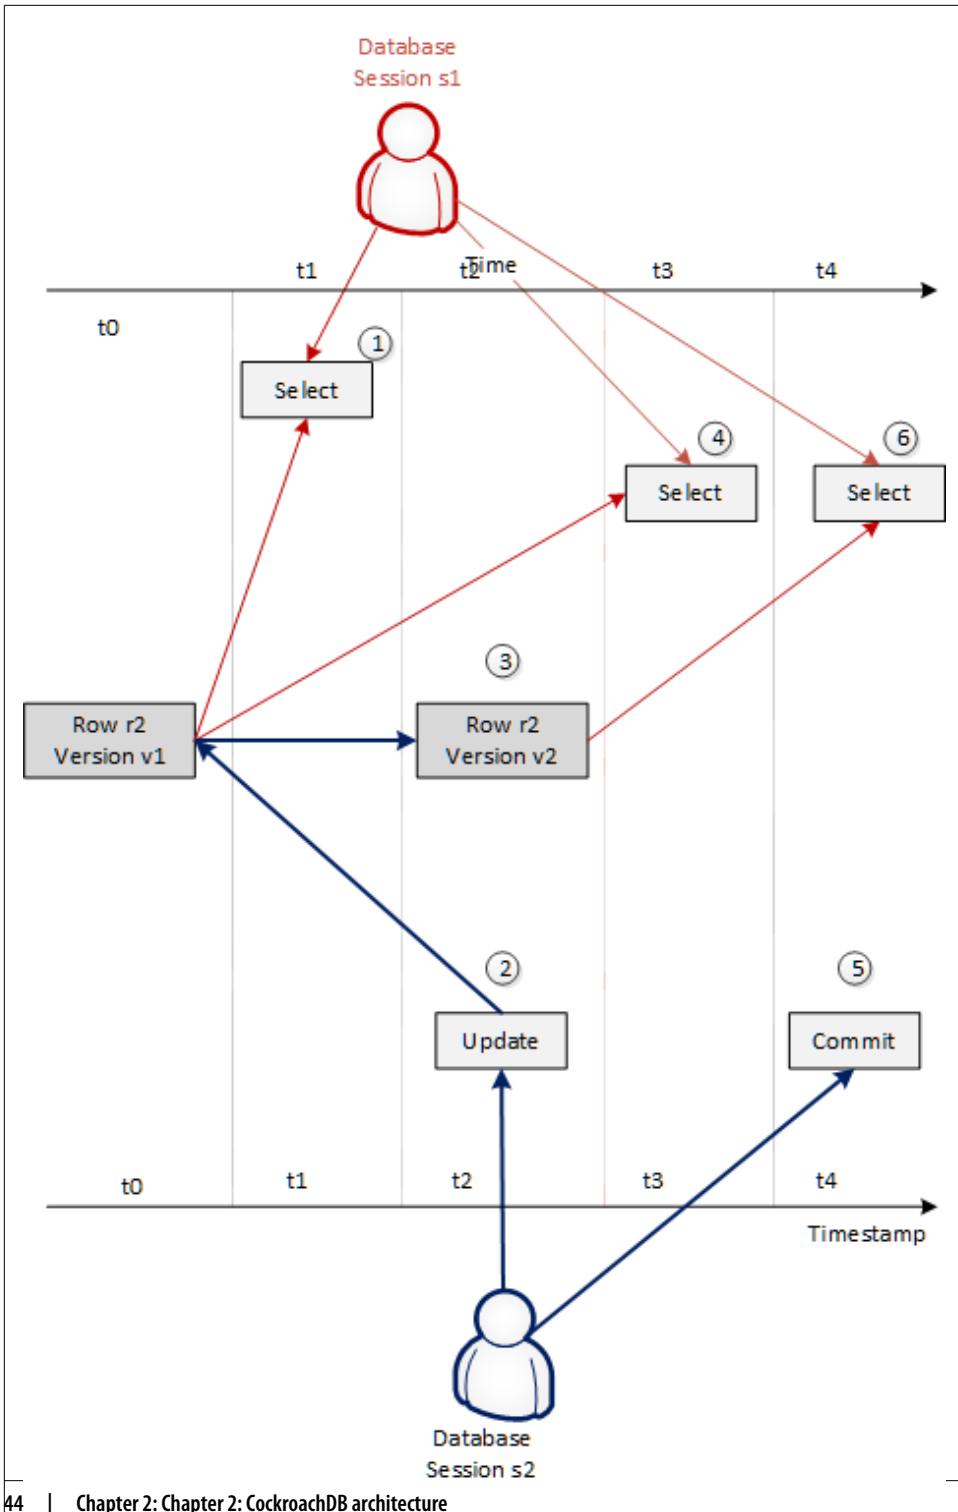 Database
Session s1
t1
t2
Time
t3
t4
t0
1
Select
4
6
Select
Select
3
Row r2
Version v1
Row r2
Version v2
2
5
Update
Commit
t0
t1
t2
t3
t4
Timestamp
Database
Session s2
44 | Chapter 2: Chapter 2: CockroachDB architecture